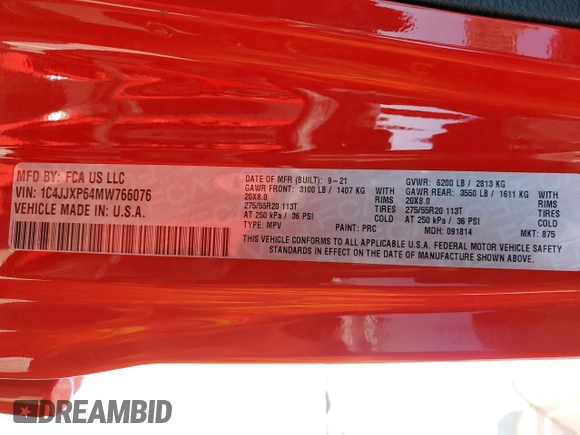 MFD BY: FCA US LLC
VIN: 1C4JJXP64MW766076
VEHICLE MADE IN U.S.A.
DATE OF MFR (BUILT): 9-21
GAWR FRONT: 3100 LB / 1407 KG
20X8.0 RIMS
275/55R20 113T TIRES
AT 250 kPa / 36 PSI COLD
TYPE: MPV PAINT: PRC
GVWR: 6200 LB / 2813 KG
GAWR REAR: 3550 LB / 1611 KG
20X8.0 RIMS
275/55R20 113T TIRES
AT 250 kPa / 36 PSI COLD
MDH: 091814 MKT: 875
THIS VEHICLE CONFORMS TO ALL APPLICABLE U.S.A. FEDERAL MOTOR VEHICLE SAFETY
STANDARDS IN EFFECT ON THE DATE OF MANUFACTURE SHOWN ABOVE.
DREAMBID